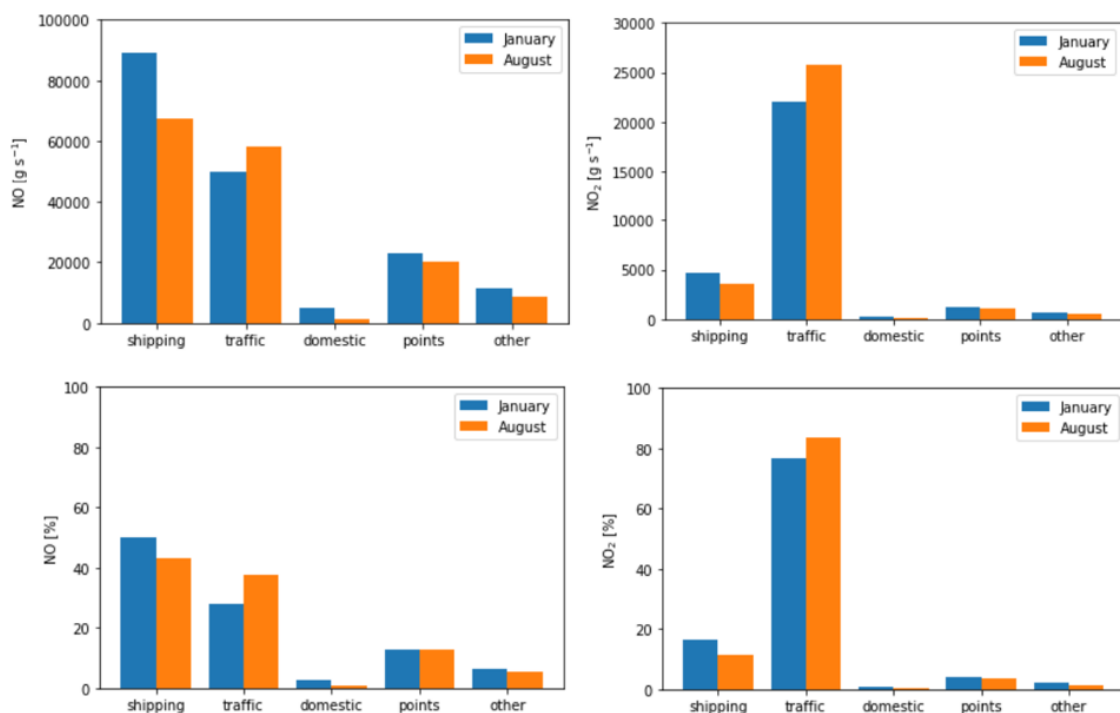 NO [g s⁻¹]
100000
80000
60000
40000
20000
0
January
August
shipping traffic domestic points other
NO₂ [g s⁻¹]
30000
25000
20000
15000
10000
5000
0
January
August
shipping traffic domestic points other
NO [%]
100
80
60
40
20
0
January
August
shipping traffic domestic points other
NO₂ [%]
100
80
60
40
20
0
January
August
shipping traffic domestic points other